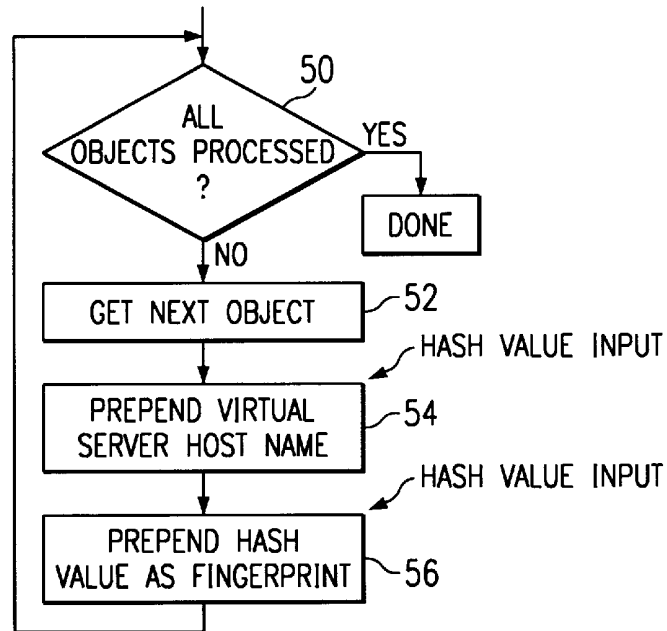 50
ALL
OBJECTS PROCESSED
?
YES
DONE
NO
GET NEXT OBJECT
52
HASH VALUE INPUT
PREPEND VIRTUAL
SERVER HOST NAME
54
HASH VALUE INPUT
PREPEND HASH
VALUE AS FINGERPRINT
56